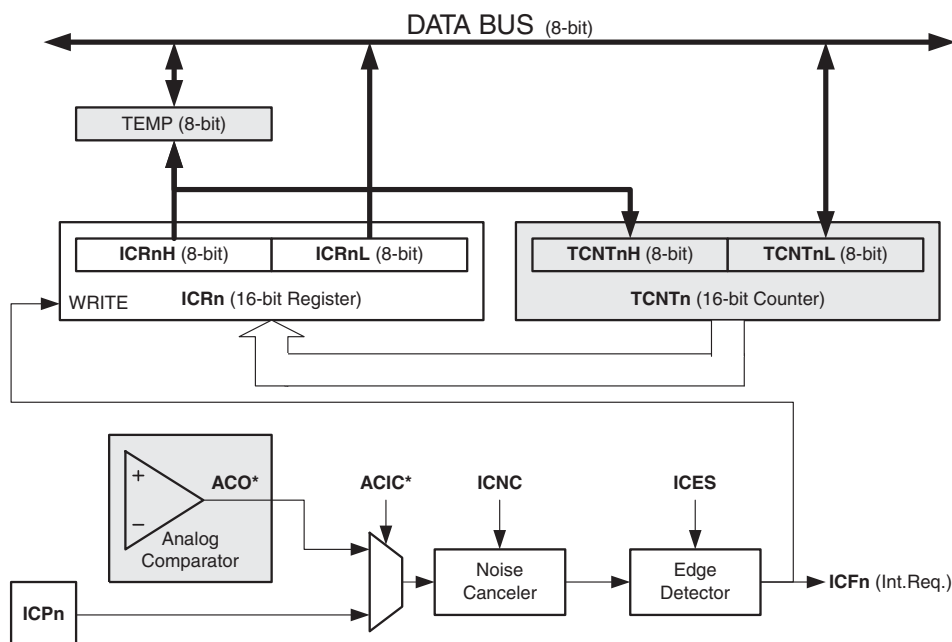 DATA BUS (8-bit)
TEMP (8-bit)
ICRnH (8-bit) ICRnL (8-bit) TCNTnH (8-bit) TCNTnL (8-bit)
WRITE ICRn (16-bit Register) TCNTn (16-bit Counter)
+ ACO* ACIC* ICNC ICES
−
Analog
Comparator
Noise
Canceler
Edge
Detector
ICFn (Int.Req.)
ICPn